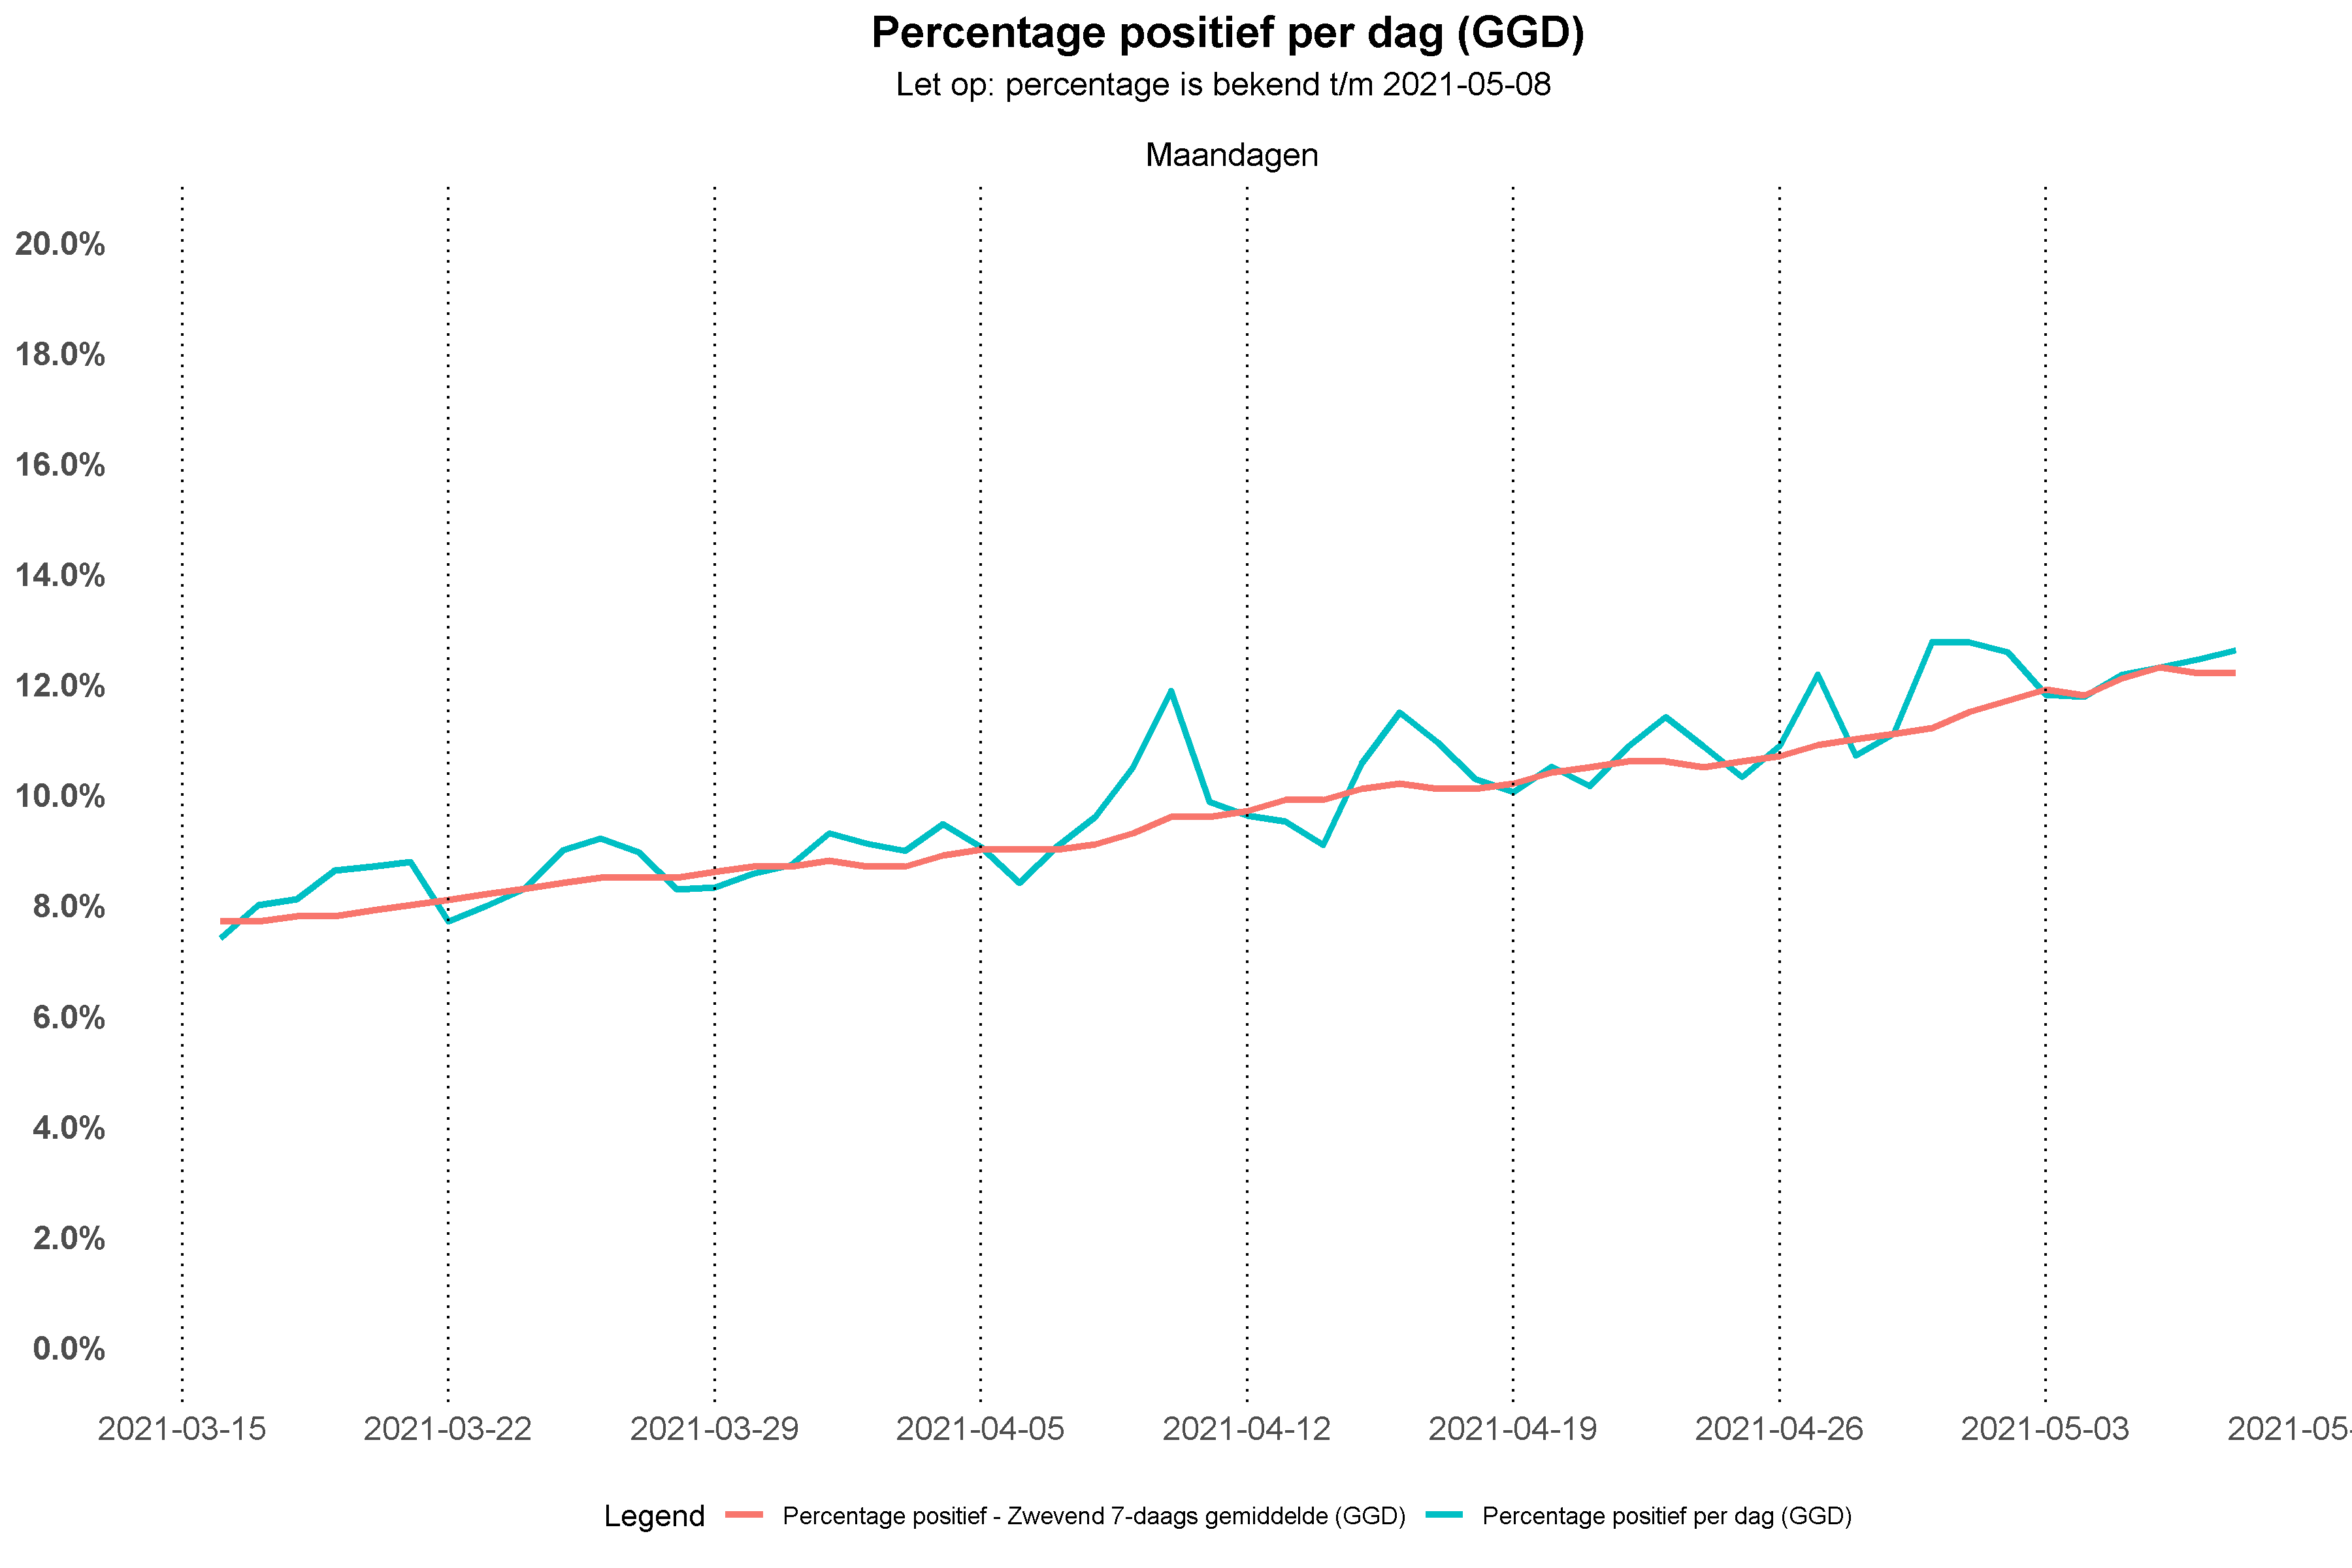 Percentage positief per dag (GGD)
Let op: percentage is bekend t/m 2021-05-08
Maandagen
20.0%
18.0%
16.0%
14.0%
12.0%
10.0%
8.0%
6.0%
4.0%
2.0%
0.0%
2021-03-15 2021-03-22 2021-03-29 2021-04-05 2021-04-12 2021-04-19 2021-04-26 2021-05-03 2021-05-
Legend Percentage positief - Zwevend 7-daags gemiddelde (GGD) Percentage positief per dag (GGD)